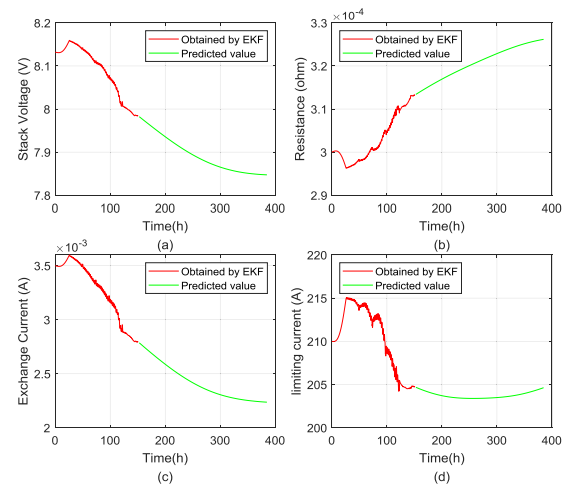 8.2
8.1
8
7.9
7.8
Stack Voltage (V)
Obtained by EKF
Predicted value
0 100 200 300 400
Time(h)
(a)
×10⁻⁴
3.3
3.2
3.1
3
2.9
Resistance (ohm)
Obtained by EKF
Predicted value
0 100 200 300 400
Time(h)
(b)
×10⁻³
3.5
3
2.5
2
Exchange Current (A)
Obtained by EKF
Predicted value
0 100 200 300 400
Time(h)
(c)
220
215
210
205
200
limiting current (A)
Obtained by EKF
Predicted value
0 100 200 300 400
Time(h)
(d)